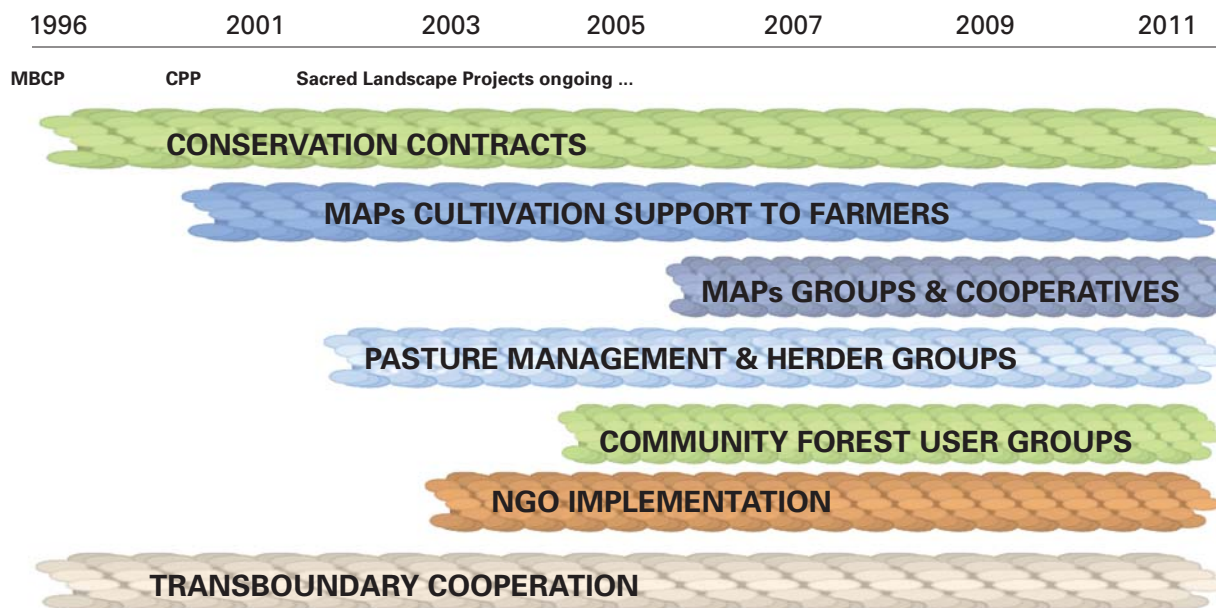 1996 2001 2003 2005 2007 2009 2011
MBCP CPP Sacred Landscape Projects ongoing ...
CONSERVATION CONTRACTS
MAPs CULTIVATION SUPPORT TO FARMERS
MAPs GROUPS & COOPERATIVES
PASTURE MANAGEMENT & HERDER GROUPS
COMMUNITY FOREST USER GROUPS
NGO IMPLEMENTATION
TRANSBOUNDARY COOPERATION